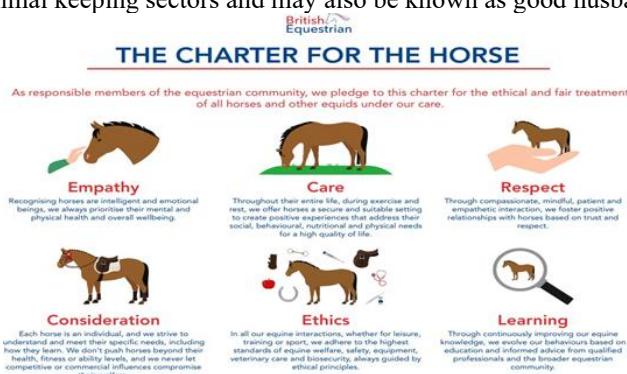 mal keeping sectors and may also be known as good husba
British
Equestrian
THE CHARTER FOR THE HORSE
As responsible members of the equestrian community, we pledge to this charter for the ethical and fair treatment
of all horses and other equids under our care.
Empathy
Recognising horses are intelligent and emotional
beings, we always prioritise their mental and
physical health and overall wellbeing.
Care
Throughout their entire life, during exercise and
rest, we offer horses a secure and suitable setting
to create positive experiences that address their
social, behavioural, nutritional and physical needs
for a high quality of life.
Respect
Through compassionate, mindful, patient and
empathetic interaction, we foster positive
relationships with horses based on trust and
respect.
Consideration
Each horse is an individual, and we strive to
understand and meet their specific needs, including
how they learn. We don't push horses beyond their
health, fitness or ability levels, and we never let
competitive or commercial influences compromise
Ethics
In all our equine interactions, whether for leisure,
training or sport, we adhere to the highest
standards of equine welfare, safety, equipment,
veterinary care and biosecurity, always guided by
ethical principles.
Learning
Through continuously improving our equine
knowledge, we evolve our behaviours based on
education and informed advice from qualified
professionals and the broader equestrian
community.